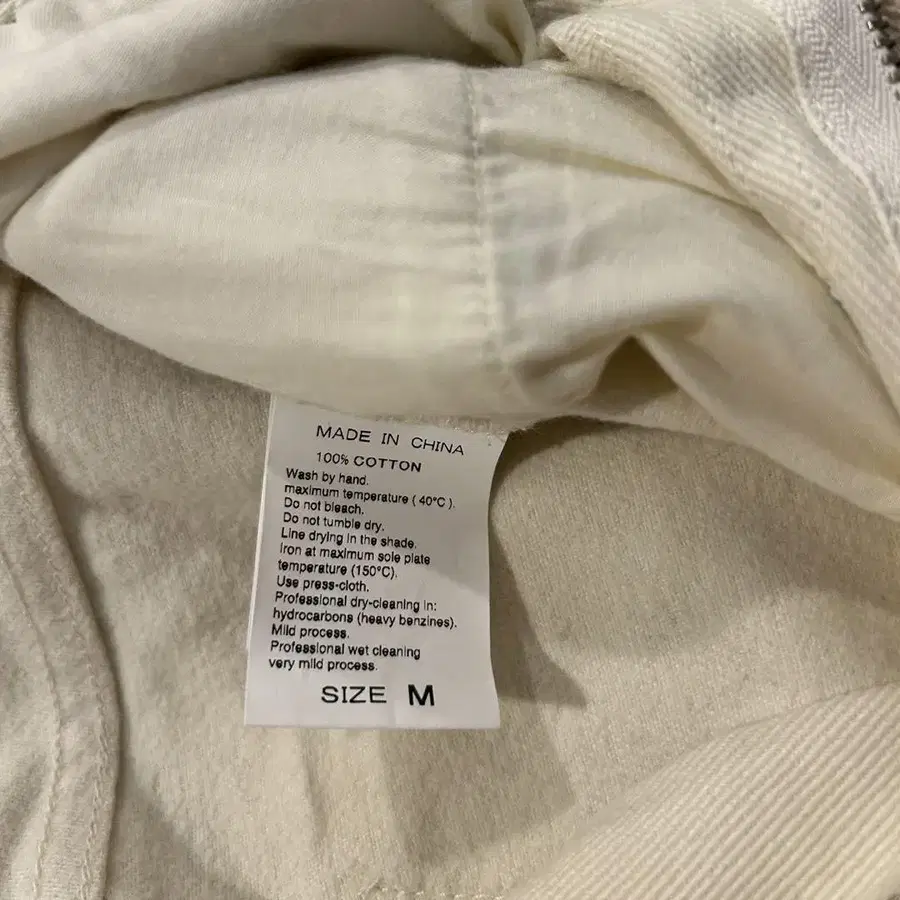 MADE IN CHINA
100% COTTON
Wash by hand.
maximum temperature ( 40°C ).
Do not bleach.
Do not tumble dry.
Line drying in the shade.
Iron at maximum sole plate
temperature (150°C).
Use press-cloth.
Professional dry-cleaning in:
hydrocarbons (heavy benzines).
Mild process.
Professional wet cleaning
very mild process.
SIZE M